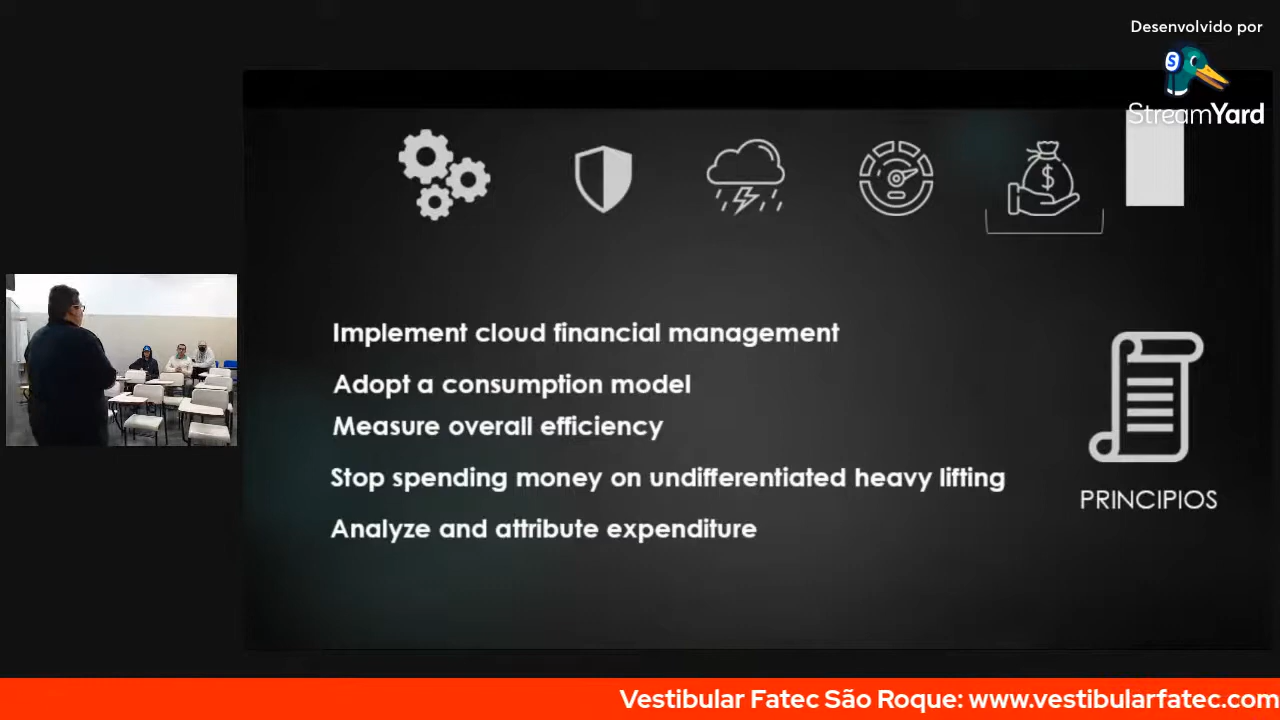 Desenvolvido por
StreamYard
Implement cloud financial management
Adopt a consumption model
Measure overall efficiency
Stop spending money on undifferentiated heavy lifting
Analyze and attribute expenditure
PRINCIPIOS
Vestibular Fatec São Roque: www.vestibularfatec.com